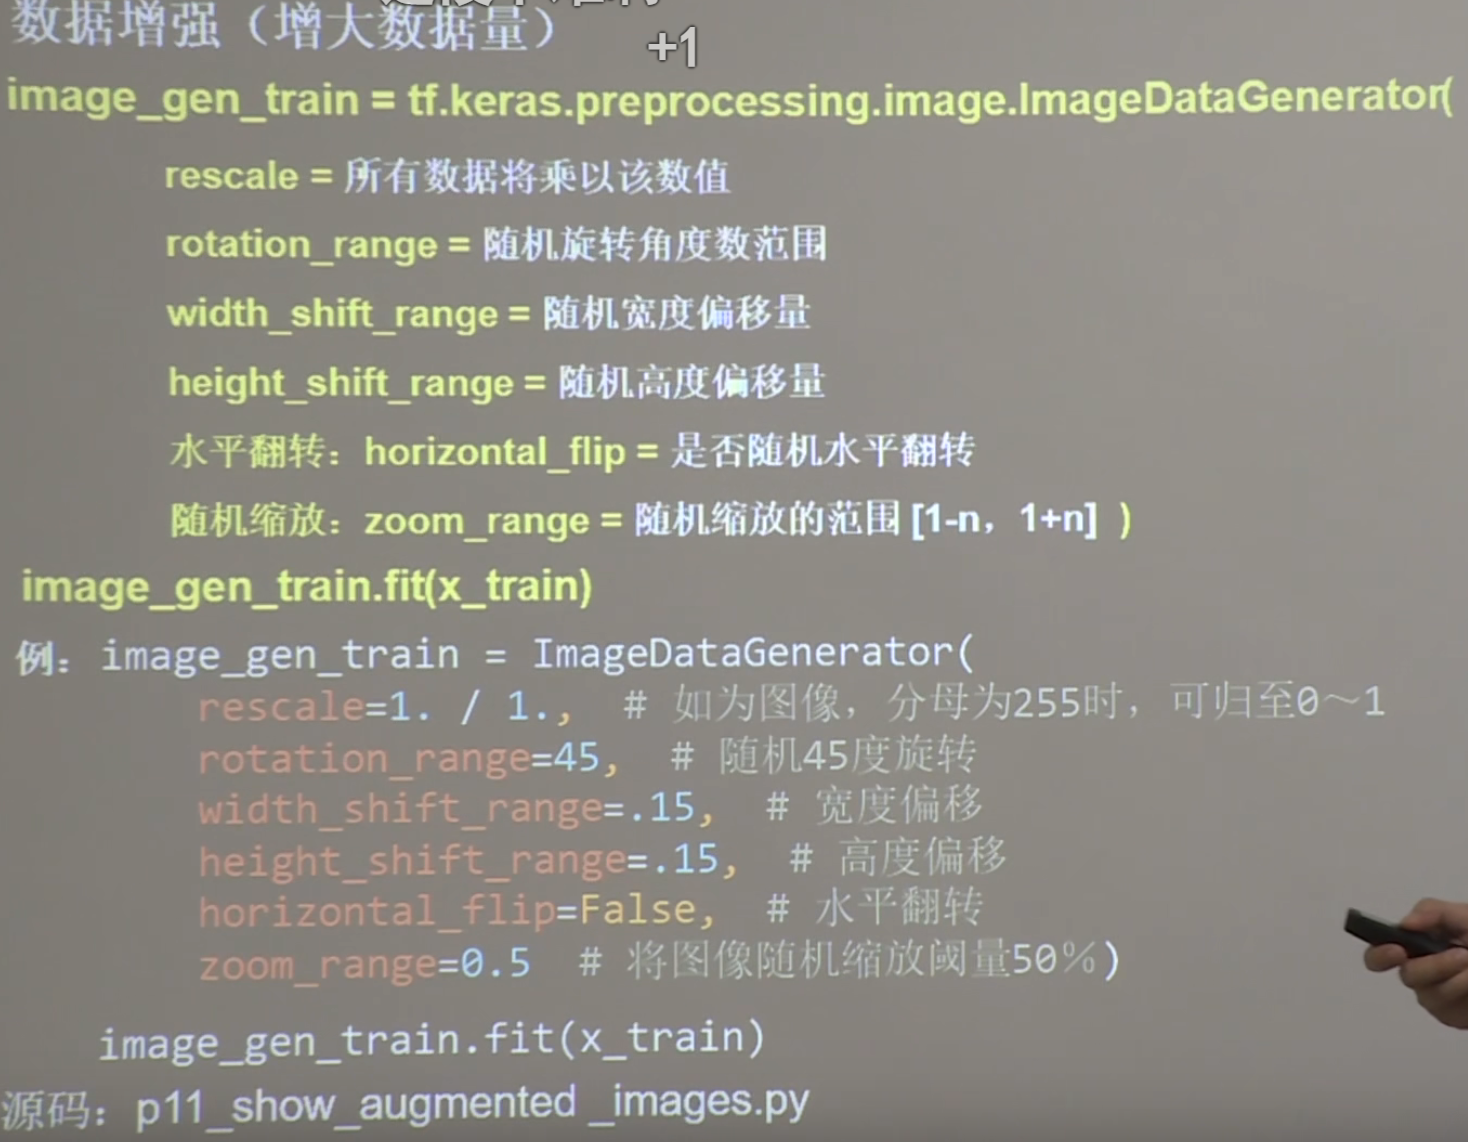 数据增强（增大数据量）
+1
image_gen_train = tf.keras.preprocessing.image.ImageDataGenerator(
rescale = 所有数据将乘以该数值
rotation_range = 随机旋转角度数范围
width_shift_range = 随机宽度偏移量
height_shift_range = 随机高度偏移量
水平翻转：horizontal_flip = 是否随机水平翻转
随机缩放：zoom_range = 随机缩放的范围 [1-n，1+n] )
image_gen_train.fit(x_train)
例：image_gen_train = ImageDataGenerator(
rescale=1. / 1., # 如为图像，分母为255时，可归至0～1
rotation_range=45, # 随机45度旋转
width_shift_range=.15, # 宽度偏移
height_shift_range=.15, # 高度偏移
horizontal_flip=False, # 水平翻转
zoom_range=0.5 # 将图像随机缩放阈量50％)
image_gen_train.fit(x_train)
源码：p11_show_augmented _images.py